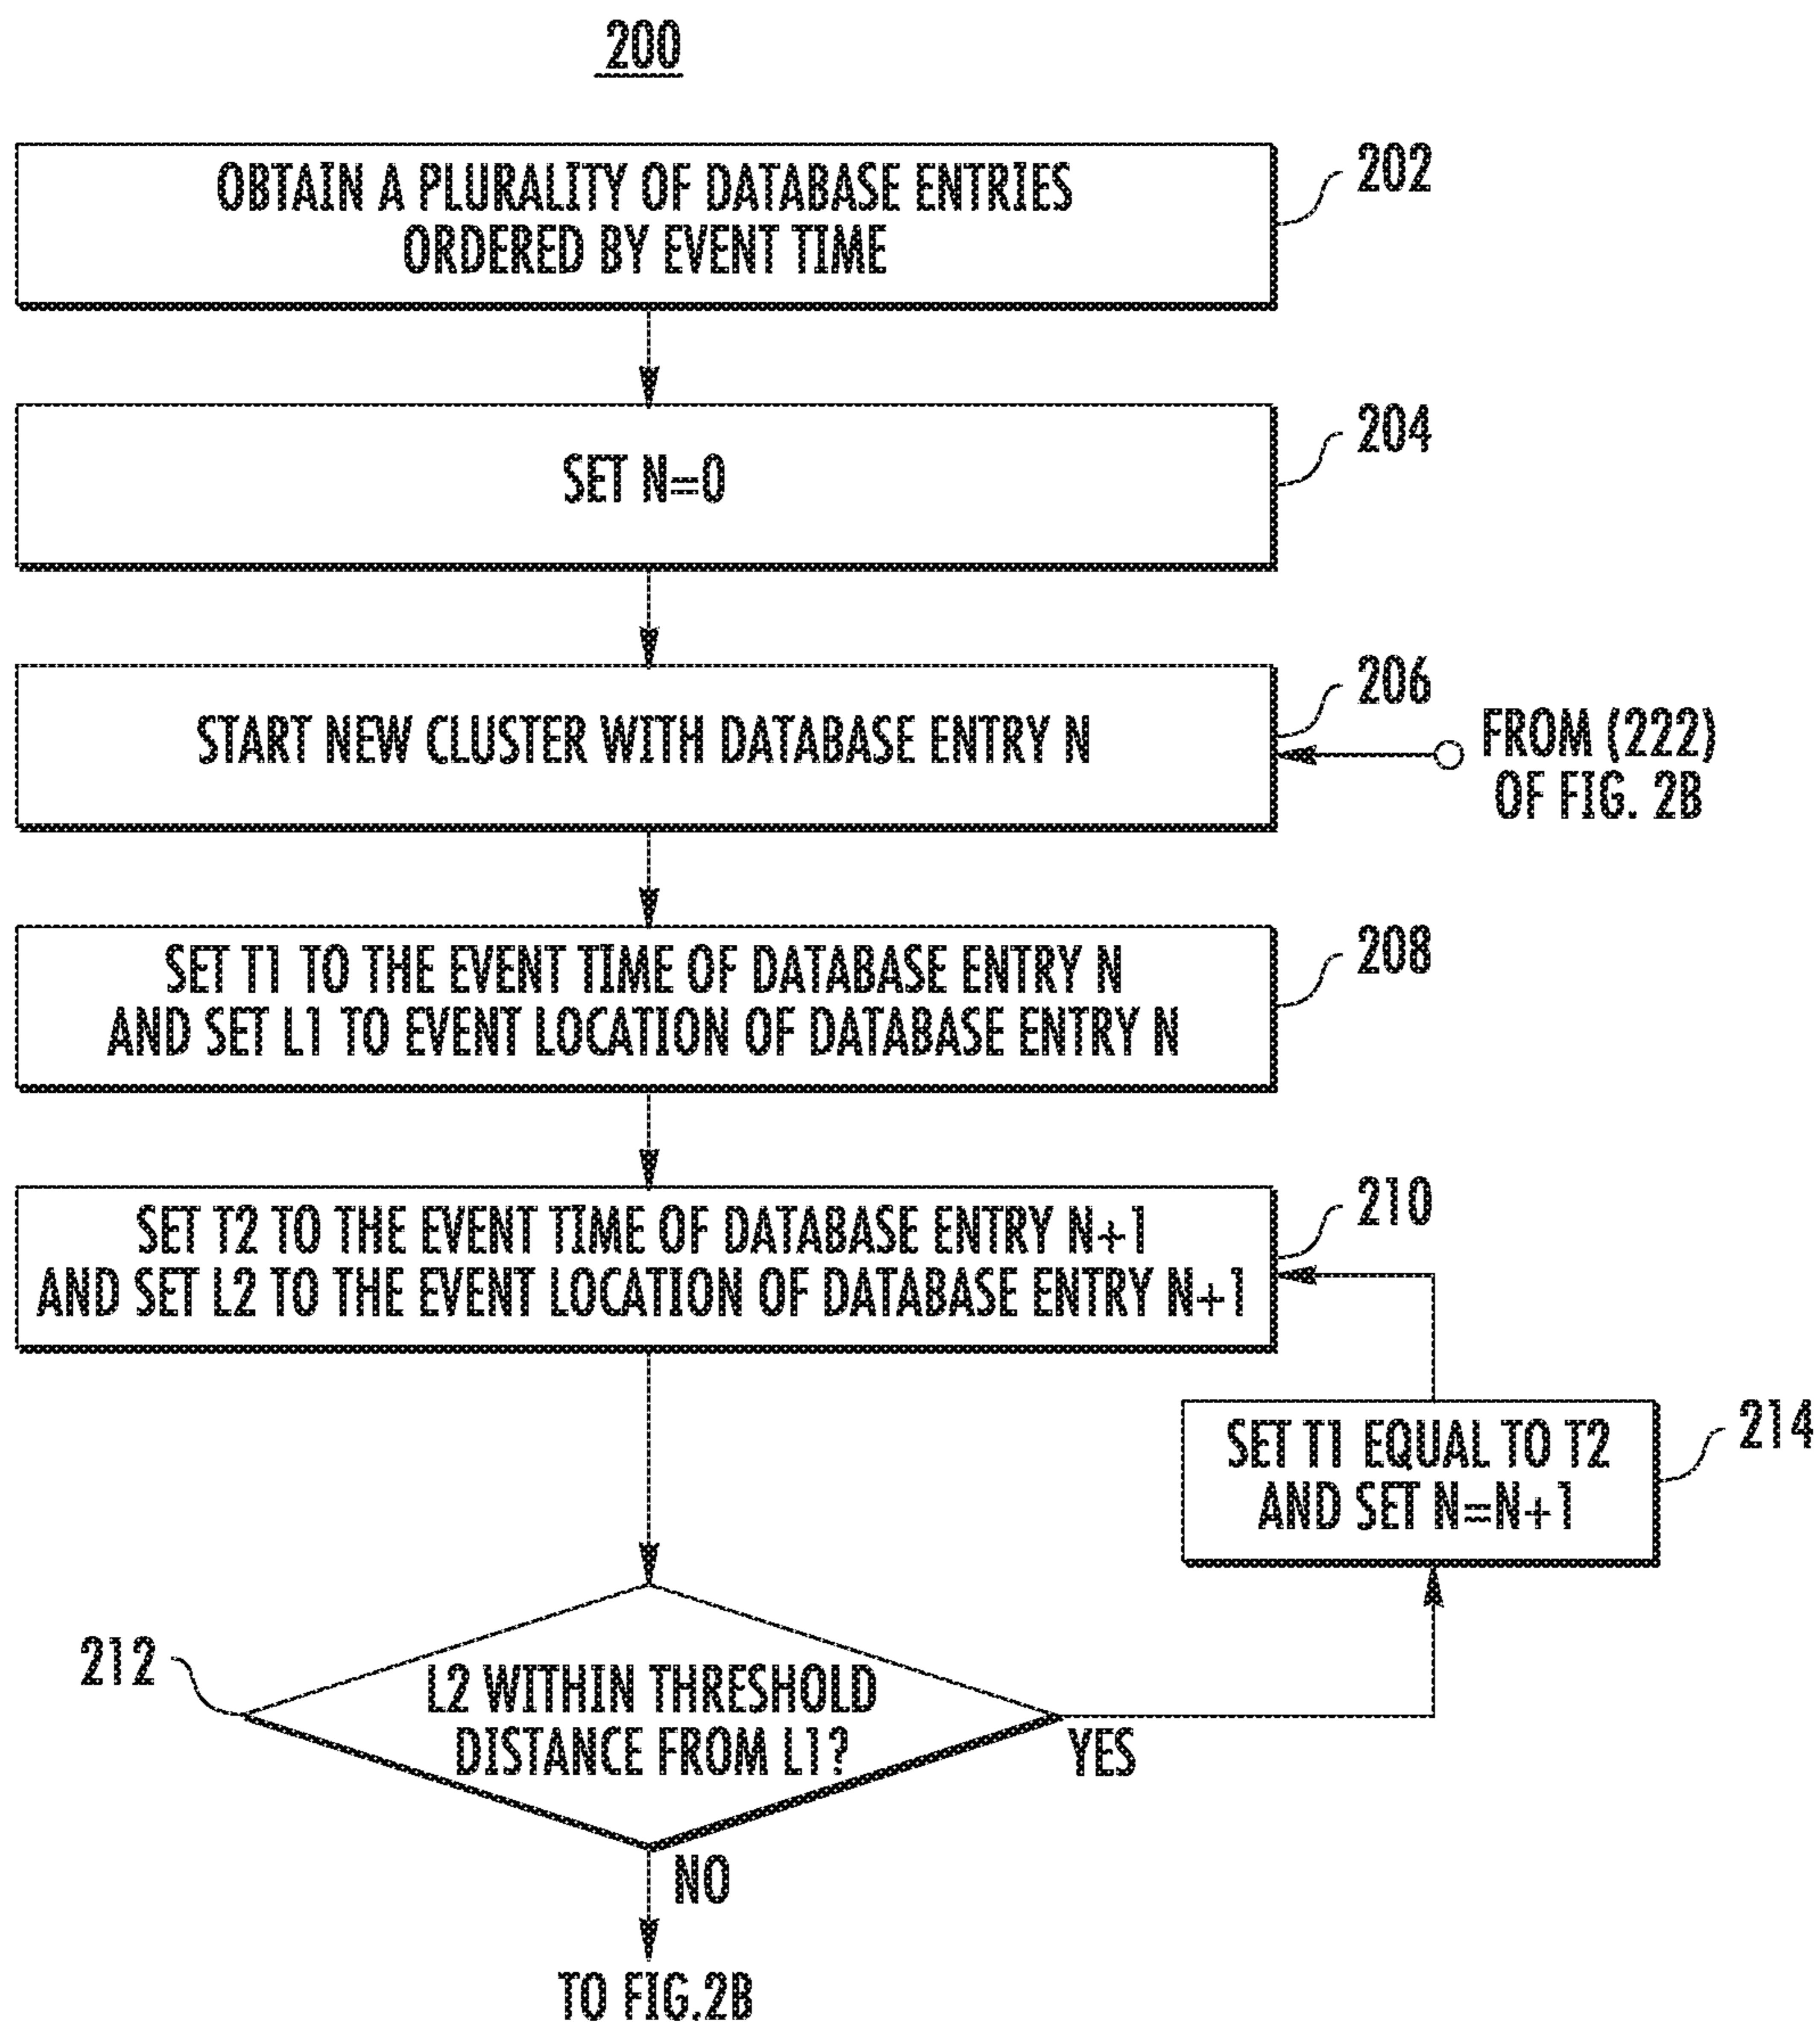 200
OBTAIN A PLURALITY OF DATABASE ENTRIES
ORDERED BY EVENT TIME
202
SET N=0
204
START NEW CLUSTER WITH DATABASE ENTRY N
206
FROM (222)
OF FIG. 2B
SET T1 TO THE EVENT TIME OF DATABASE ENTRY N
AND SET L1 TO EVENT LOCATION OF DATABASE ENTRY N
208
SET T2 TO THE EVENT TIME OF DATABASE ENTRY N+1
AND SET L2 TO THE EVENT LOCATION OF DATABASE ENTRY N+1
210
SET T1 EQUAL TO T2
AND SET N=N+1
214
212
L2 WITHIN THRESHOLD
DISTANCE FROM L1?
YES
NO
TO FIG.2B